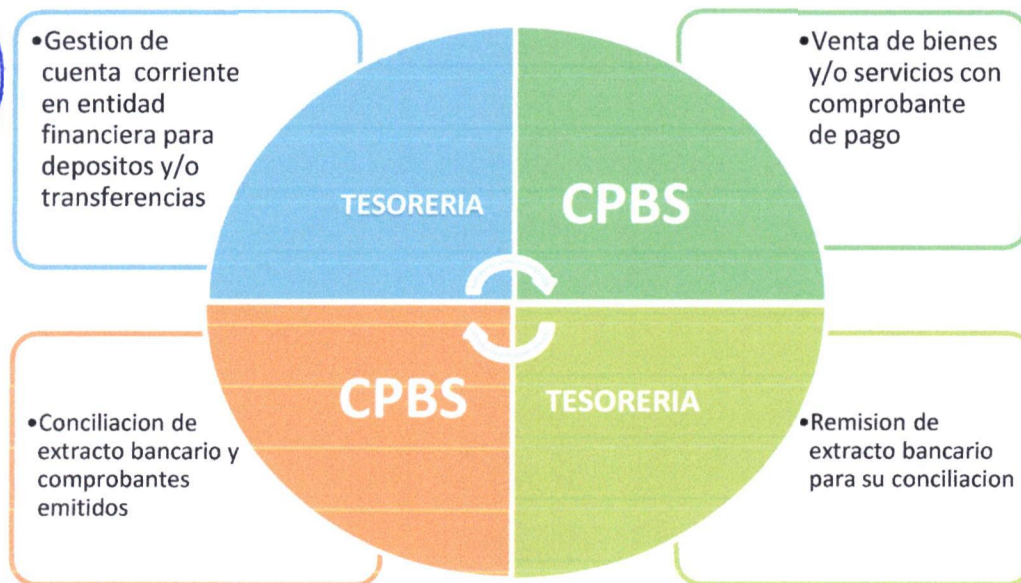 •Gestion de
cuenta corriente
en entidad
financiera para
depositos y/o
transferencias
TESORERIA
CPBS
•Venta de bienes
y/o servicios con
comprobante
de pago
•Conciliacion de
extracto bancario y
comprobantes
emitidos
CPBS
TESORERIA
•Remision de
extracto bancario
para su conciliacion